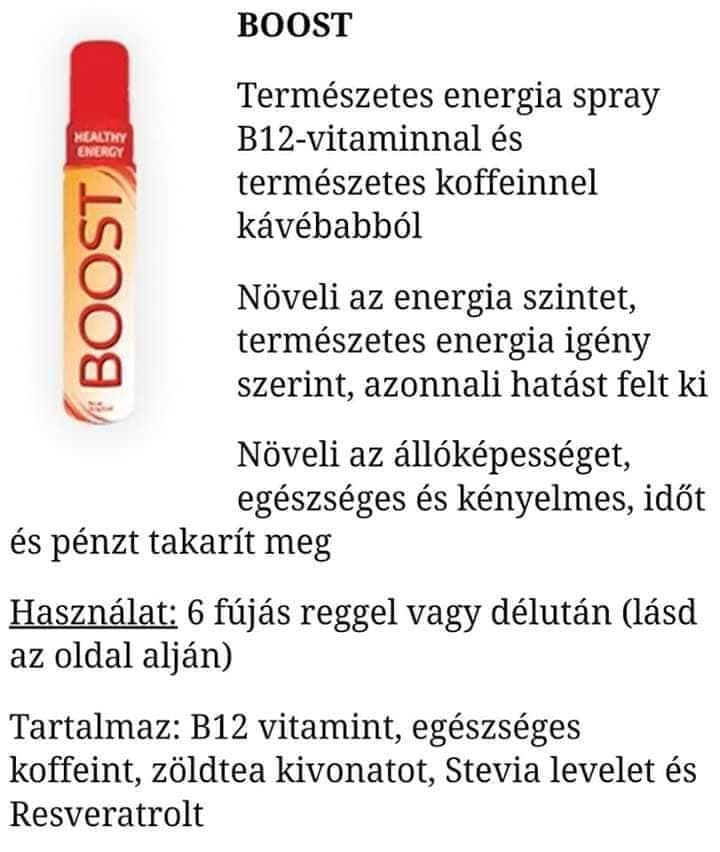 BOOST
Természetes energia spray
B12-vitaminnal és
természetes koffeinnel
kávébabból
HEALTHY
ENERGY
BOOST
Növeli az energia szintet,
természetes energia igény
szerint, azonnali hatást felt ki
Növeli az állóképességet,
egészséges és kényelmes, időt
és pénzt takarít meg
Használat: 6 fújás reggel vagy délután (lásd
az oldal alján)
Tartalmaz: B12 vitamint, egészséges
koffeint, zöldtea kivonatot, Stevia levelet és
Resveratrolt